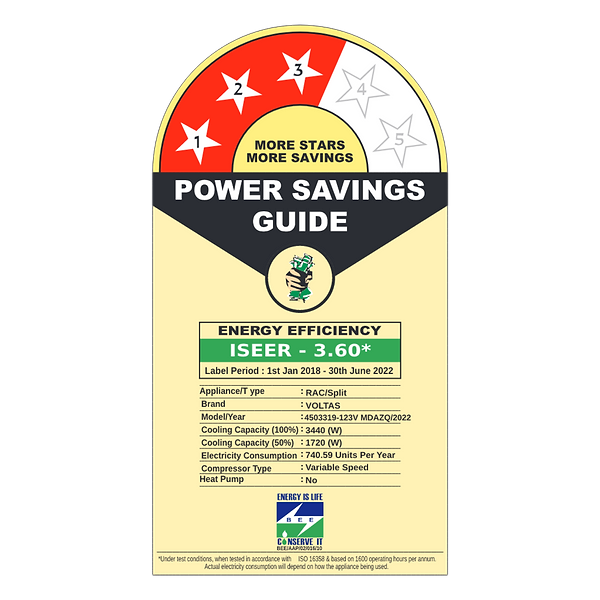 1
2
3
4
5
MORE STARS
MORE SAVINGS
POWER SAVINGS
GUIDE
ENERGY EFFICIENCY
ISEER - 3.60*
Label Period : 1st Jan 2018 - 30th June 2022
Appliance/T ype : RAC/Split
Brand : VOLTAS
Model/Year : 4503319-123V MDAZQ/2022
Cooling Capacity (100%) : 3440 (W)
Cooling Capacity (50%) : 1720 (W)
Electricity Consumption : 740.59 Units Per Year
Compressor Type : Variable Speed
Heat Pump : No
ENERGY IS LIFE
BEE
CONSERVE IT
BEE/AAP/02/016/10
*Under test conditions, when tested in accordance with ISO 16358 & based on 1600 operating hours per annum.
Actual electricity consumption will depend on how the appliance being used.